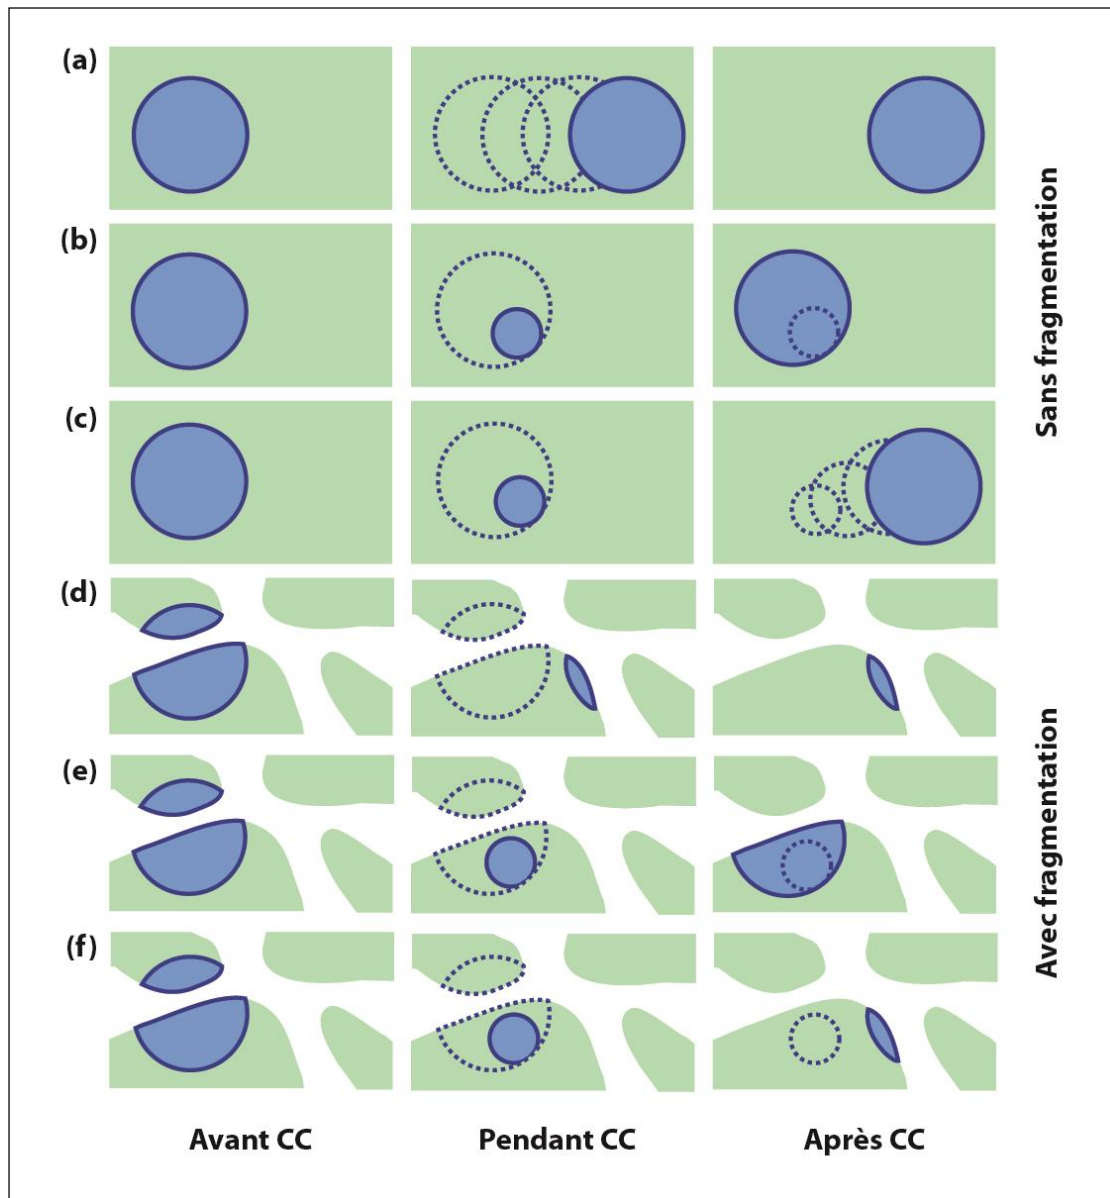 (a)
(b)
(c)
Sans fragmentation
(d)
(e)
(f)
Avec fragmentation
Avant CC
Pendant CC
Après CC